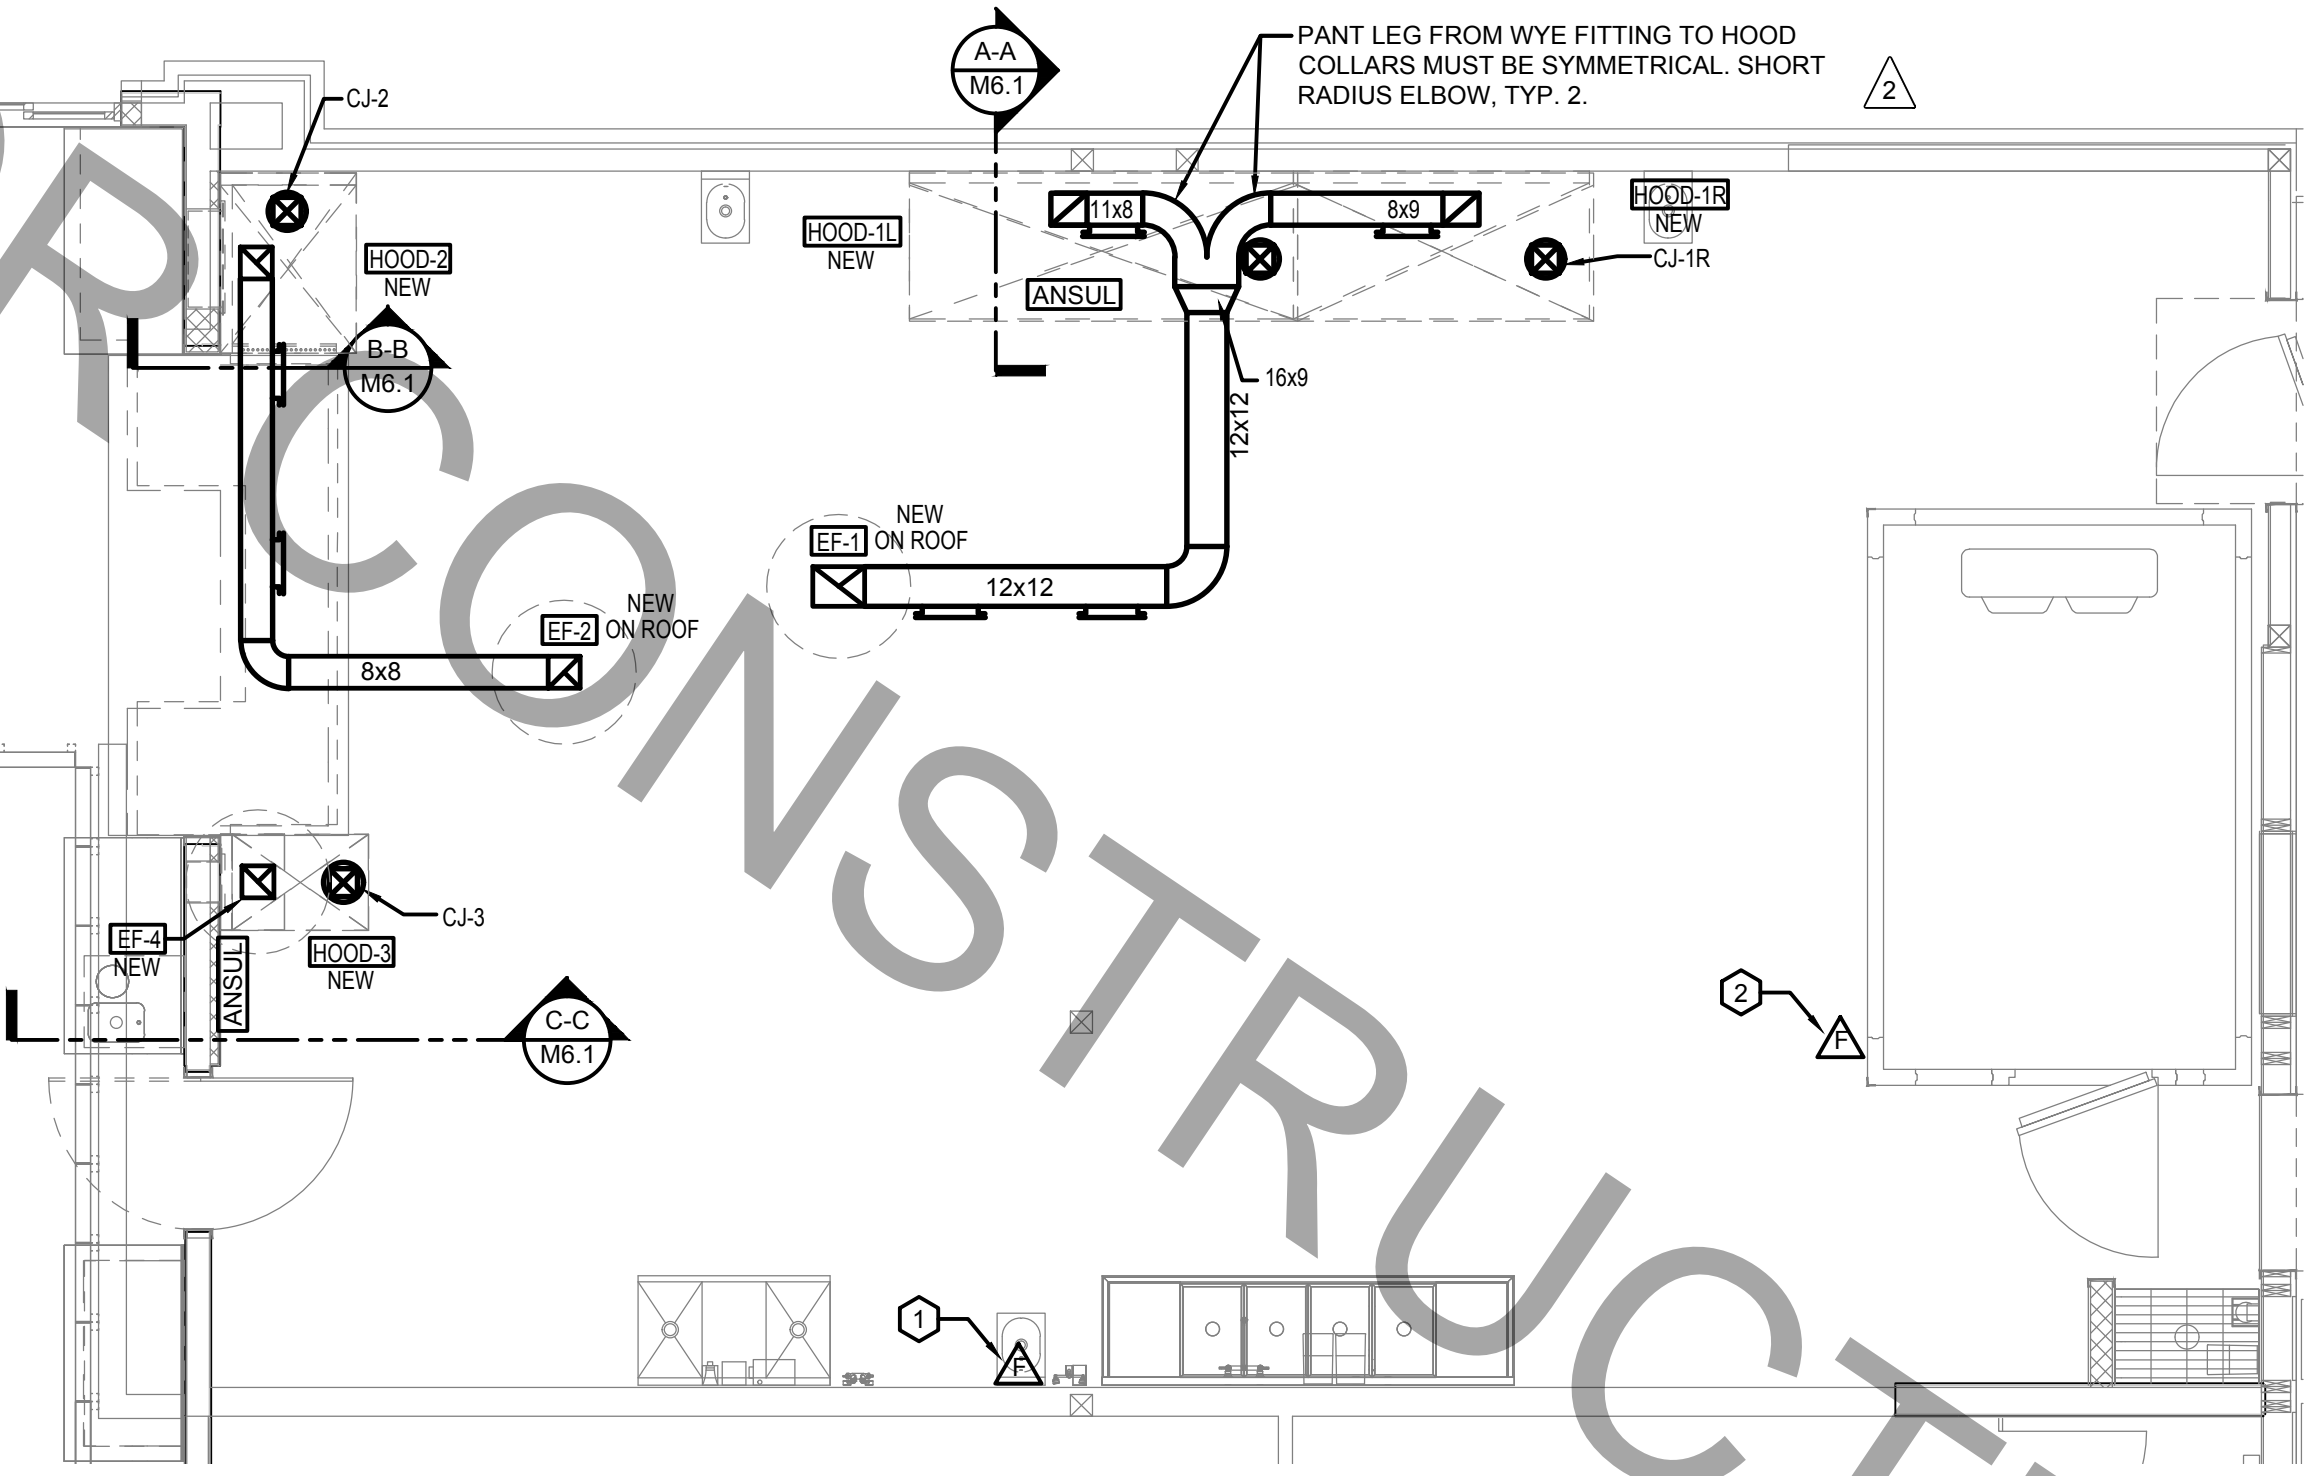 A-A
M6.1
PANT LEG FROM WYE FITTING TO HOOD
COLLARS MUST BE SYMMETRICAL. SHORT
RADIUS ELBOW, TYP. 2.
2
CJ-2
HOOD-2
NEW
B-B
M6.1
HOOD-1L
NEW
ANSUL
11x8
8x9
HOOD-1R
NEW
CJ-1R
16x9
12x12
12x12
EF-1
NEW
ON ROOF
EF-2
NEW
ON ROOF
8x8
EF-4
NEW
ANSUL
HOOD-3
NEW
CJ-3
C-C
M6.1
2
F
1
F
R CONSTRUCT